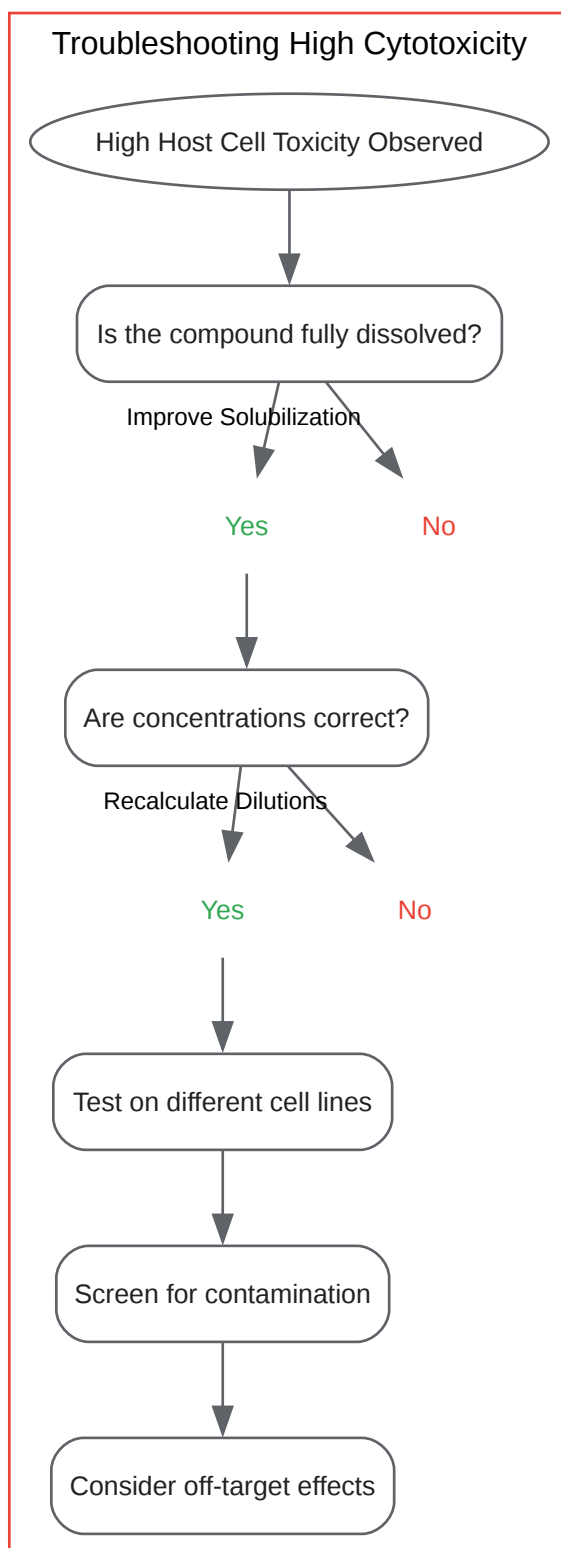 Troubleshooting High Cytotoxicity
High Host Cell Toxicity Observed
Is the compound fully dissolved?
Improve Solubilization
Yes
No
Are concentrations correct?
Recalculate Dilutions
Yes
No
Test on different cell lines
Screen for contamination
Consider off-target effects